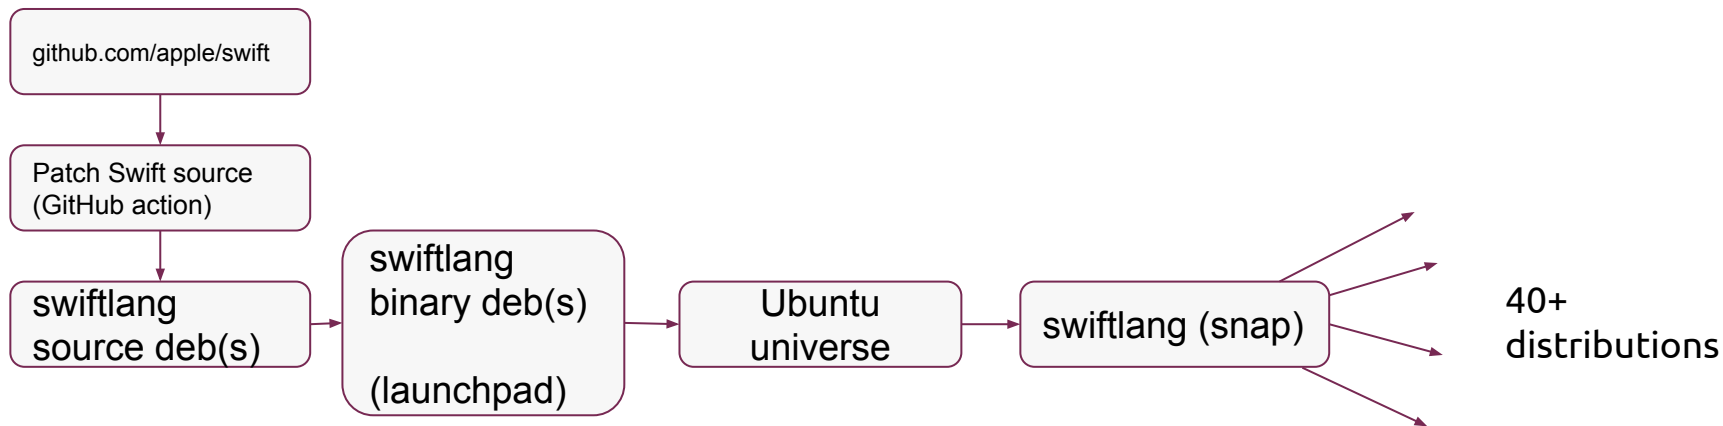 github.com/apple/swift
Patch Swift source
(GitHub action)
swiftlang
source deb(s)
swiftlang
binary deb(s)
(launchpad)
Ubuntu
universe
swiftlang (snap)
40+
distributions